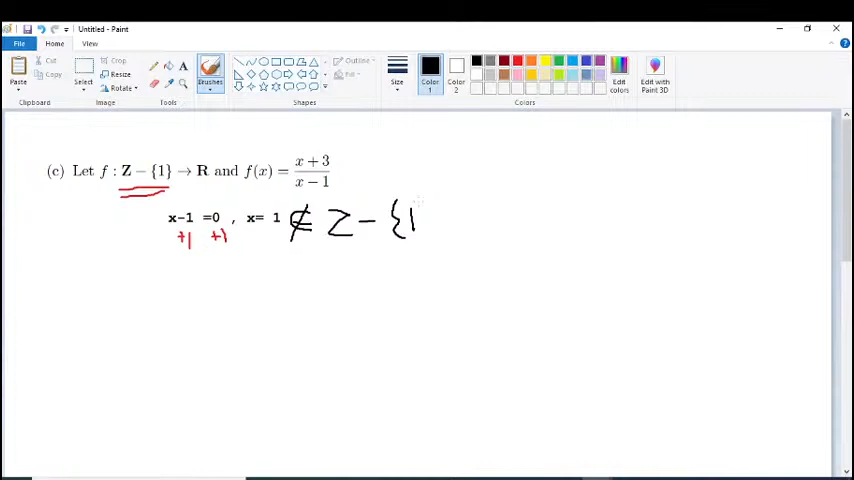 Untitled - Paint
File Home View
Paste Cut Copy Select Crop Resize Rotate Brushes Outline Fill Size Color 1 Color 2 Edit colors Edit with Paint 3D
Clipboard Image Tools Shapes Colors
(c) Let f : Z − {1} → R and f(x) = x + 3 / x − 1
x-1 =0 , x= 1 ∉ Z − {1
+1 +1